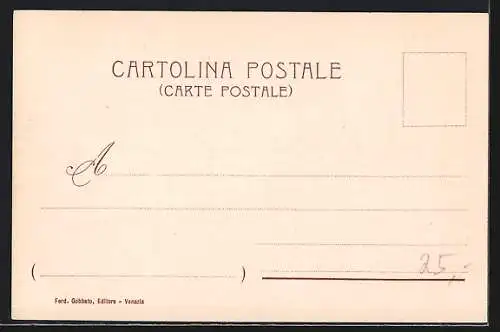 CARTOLINA POSTALE
(CARTE POSTALE)
A
( )
25,-
Ferd. Gobbato, Editore - Venezia